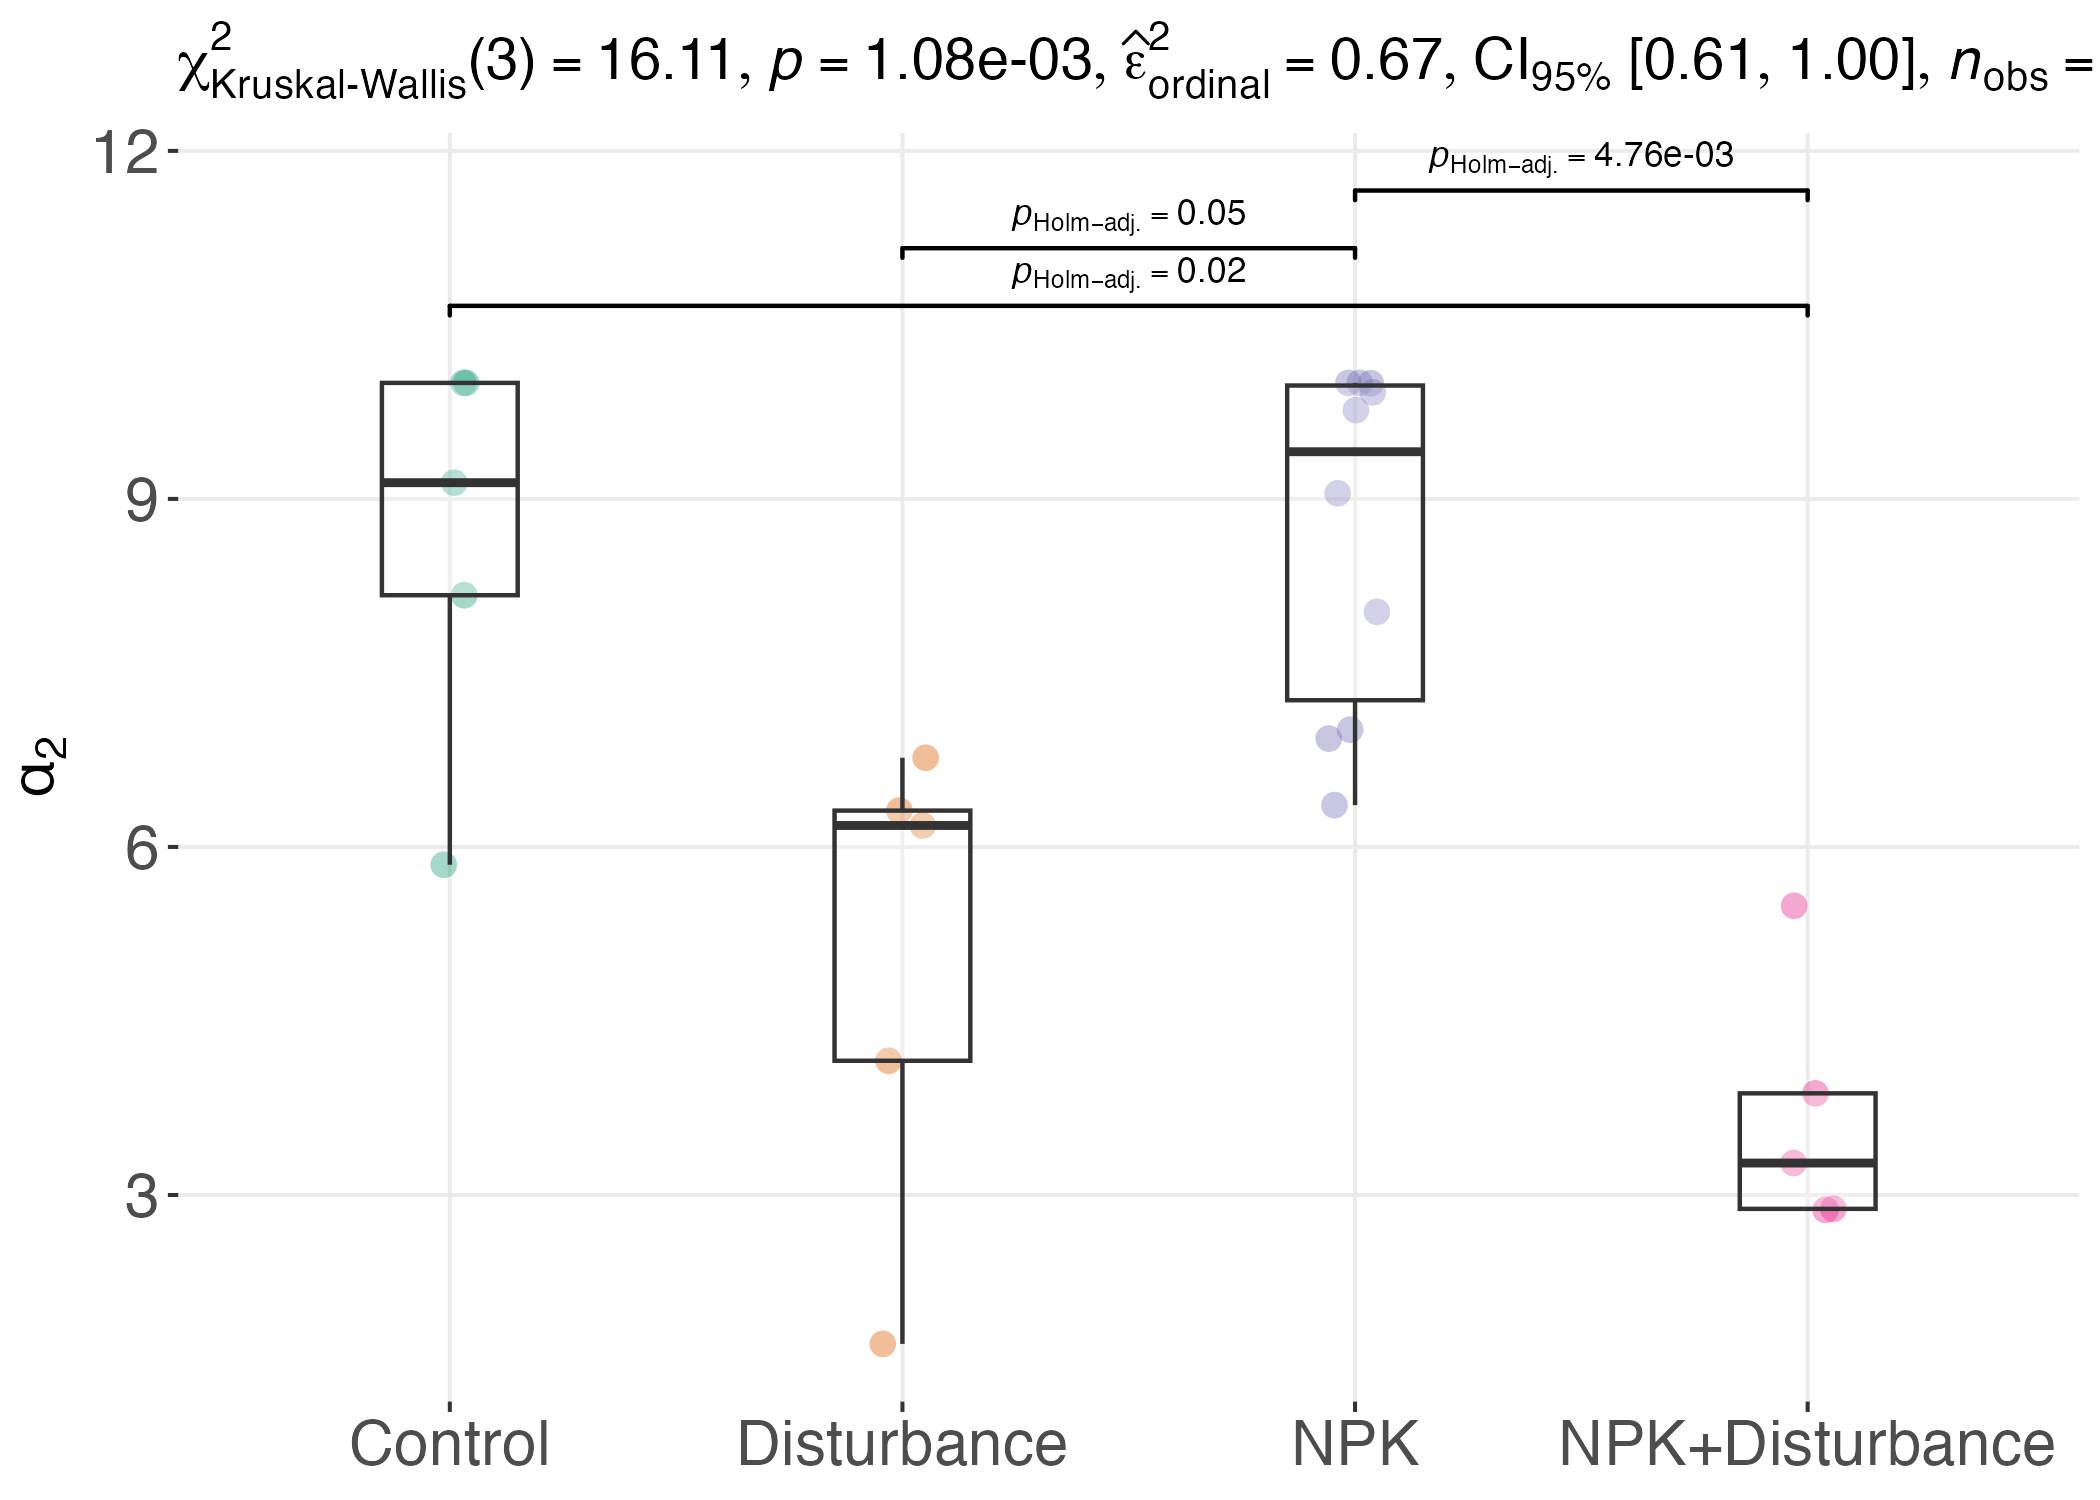 χ²Kruskal-Wallis(3) = 16.11, p = 1.08e-03, ε̂²ordinal = 0.67, CI95% [0.61, 1.00], nobs =
12
pHolm−adj. = 4.76e-03
pHolm−adj. = 0.05
pHolm−adj. = 0.02
9
6
3
α2
Control Disturbance NPK NPK+Disturbance